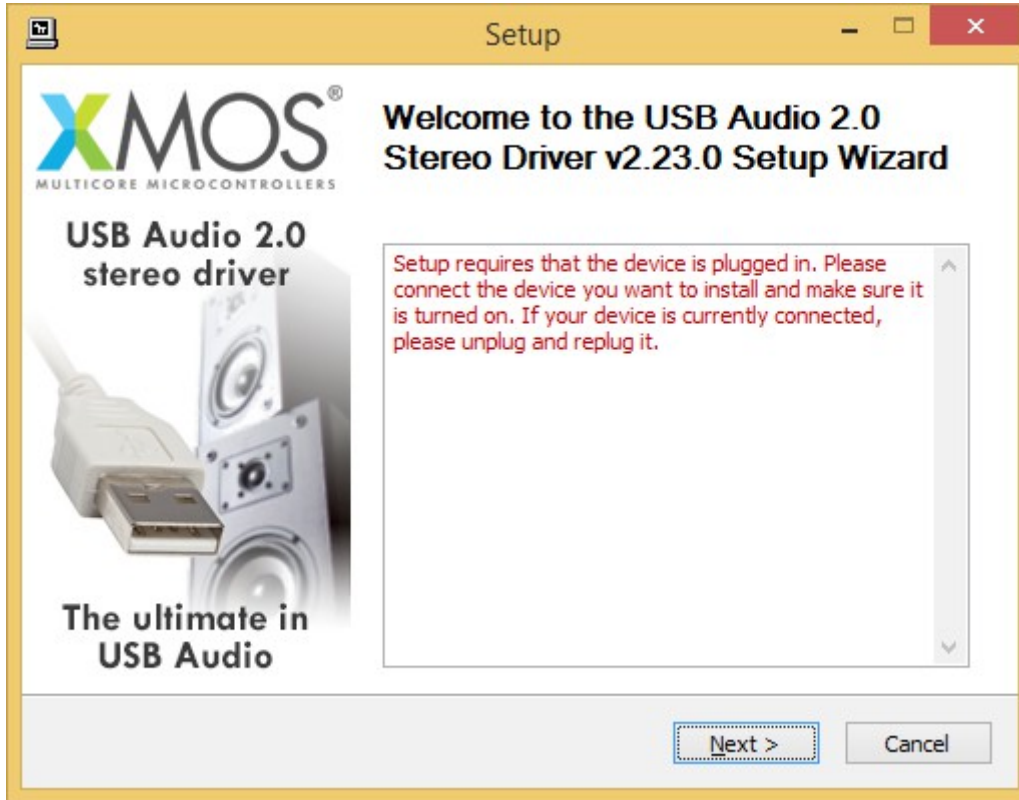 Setup
XMOS®
MULTICORE MICROCONTROLLERS
USB Audio 2.0
stereo driver
The ultimate in
USB Audio
Welcome to the USB Audio 2.0
Stereo Driver v2.23.0 Setup Wizard
Setup requires that the device is plugged in. Please
connect the device you want to install and make sure it
is turned on. If your device is currently connected,
please unplug and replug it.
Next >
Cancel